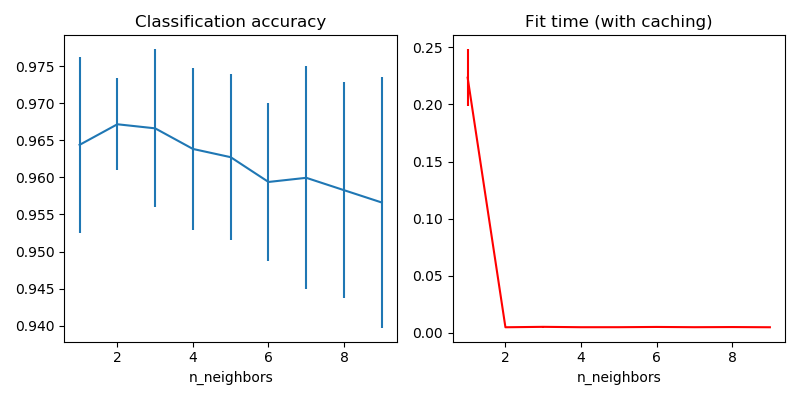 Classification accuracy
0.975
0.970
0.965
0.960
0.955
0.950
0.945
0.940
2 4 6 8
n_neighbors
Fit time (with caching)
0.25
0.20
0.15
0.10
0.05
0.00
2 4 6 8
n_neighbors